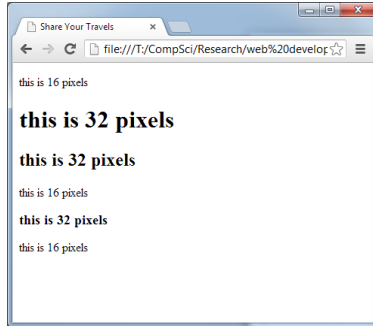 Share Your Travels
file:///T:/CompSci/Research/web%20develop
this is 16 pixels
this is 32 pixels
this is 32 pixels
this is 16 pixels
this is 32 pixels
this is 16 pixels